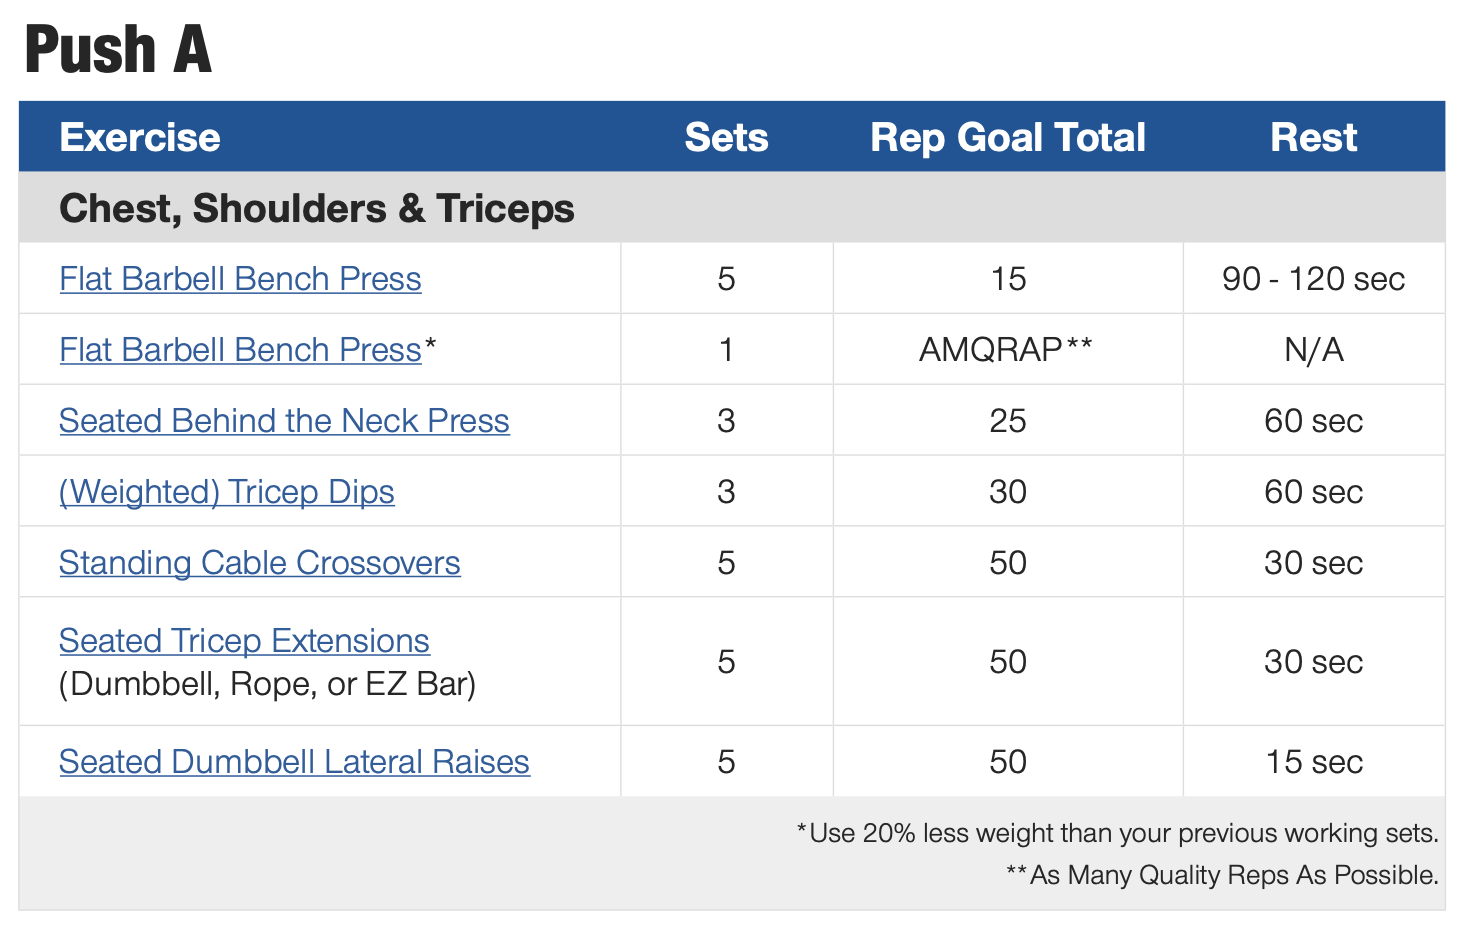 Push A
Exercise Sets Rep Goal Total Rest
Chest, Shoulders & Triceps
Flat Barbell Bench Press 5 15 90 - 120 sec
Flat Barbell Bench Press* 1 AMQRAP** N/A
Seated Behind the Neck Press 3 25 60 sec
(Weighted) Tricep Dips 3 30 60 sec
Standing Cable Crossovers 5 50 30 sec
Seated Tricep Extensions
(Dumbbell, Rope, or EZ Bar) 5 50 30 sec
Seated Dumbbell Lateral Raises 5 50 15 sec
*Use 20% less weight than your previous working sets.
**As Many Quality Reps As Possible.